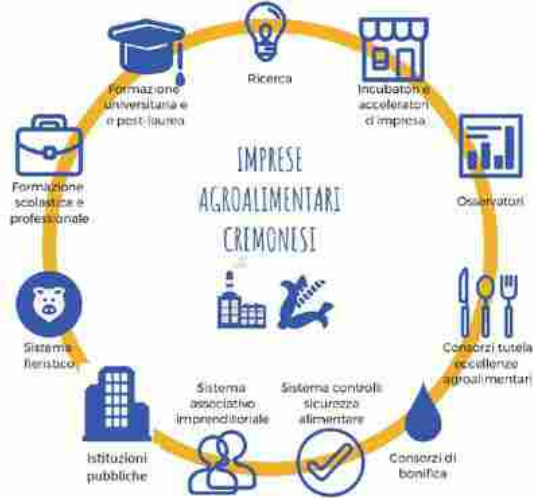 Ricerca
Formazione
universitaria e
e post-laurea
Incubatori e
acceleratori
d'impresa
IMPRESE
AGROALIMENTARI
CREMONESI
Formazione
scolastica e
professionale
Osservatori
Sistema
fieristico
Consorzi tutela
eccellenze
agroalimentari
Sistema
associativo
imprenditoriale
Sistema controlli
sicurezza
alimentare
Istituzioni
pubbliche
Consorzi di
bonifica